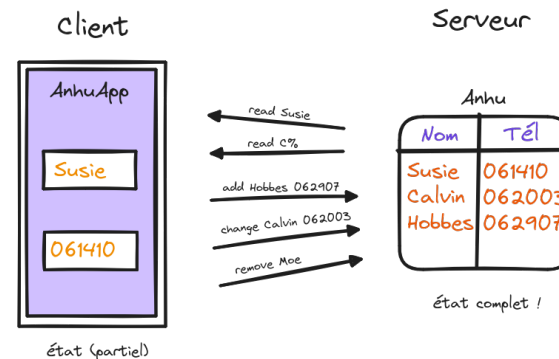 Client
AnhuApp
Susie
061410
état (partiel)
read Susie
read C%
add Hobbes 062907
change Calvin 062003
remove Moe
Serveur
Anhu
Nom Tél
Susie 061410
Calvin 062003
Hobbes 062907
état complet !